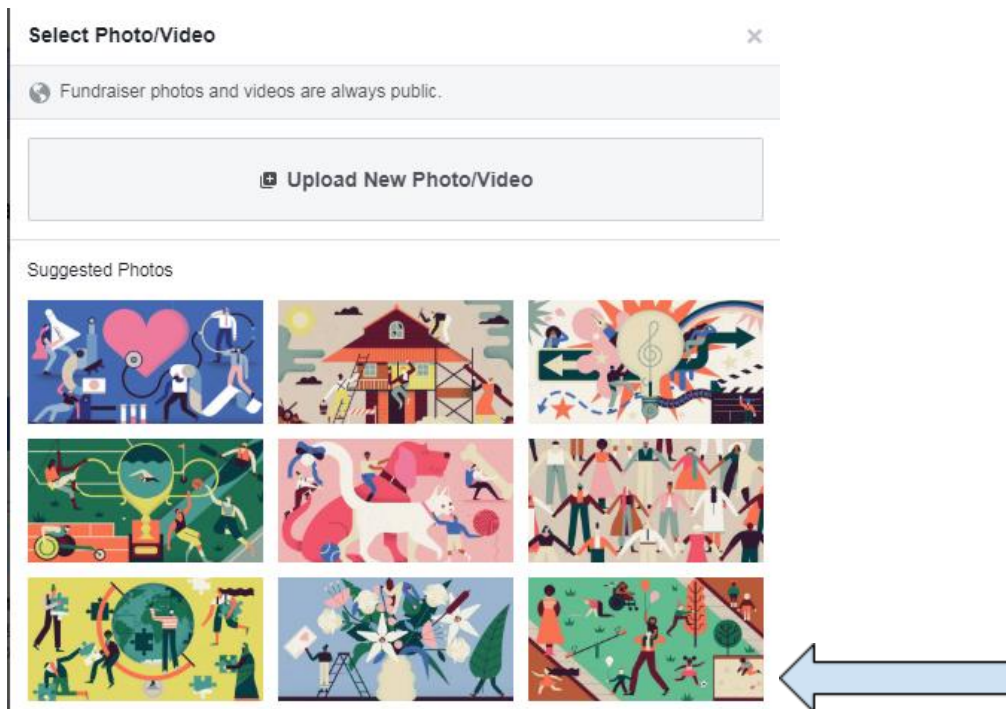 Select Photo/Video
Fundraiser photos and videos are always public.
Upload New Photo/Video
Suggested Photos